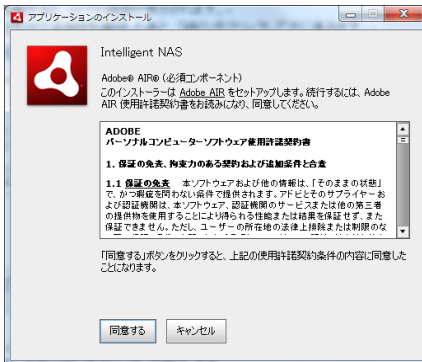 アプリケーションのインストール
Intelligent NAS
Adobe® AIR® (必須コンポーネント)
このインストーラーは Adobe AIR をセットアップします。続行するには、Adobe
AIR 使用許諾契約書をお読みになり、同意してください。
ADOBE
パーソナルコンピューターソフトウェア使用許諾契約書
1. 保証の免責、拘束力のある契約および追加条件と合意
1.1 保証の免責 本ソフトウェアおよび他の情報は、「そのままの状態」
で、かつ瑕疵を問わない条件で提供されます。アドビとそのサプライヤーお
よび認証機関は、本ソフトウェア、認証機関のサービスまたは他の第三者
の提供物を使用することにより得られる性能または結果を保証せず、また
保証できません。ただし、ユーザーの所在地の法律上排除または制限のな
「同意する」ボタンをクリックすると、上記の使用許諾契約条件の内容に同意した
ことになります。
同意する
キャンセル